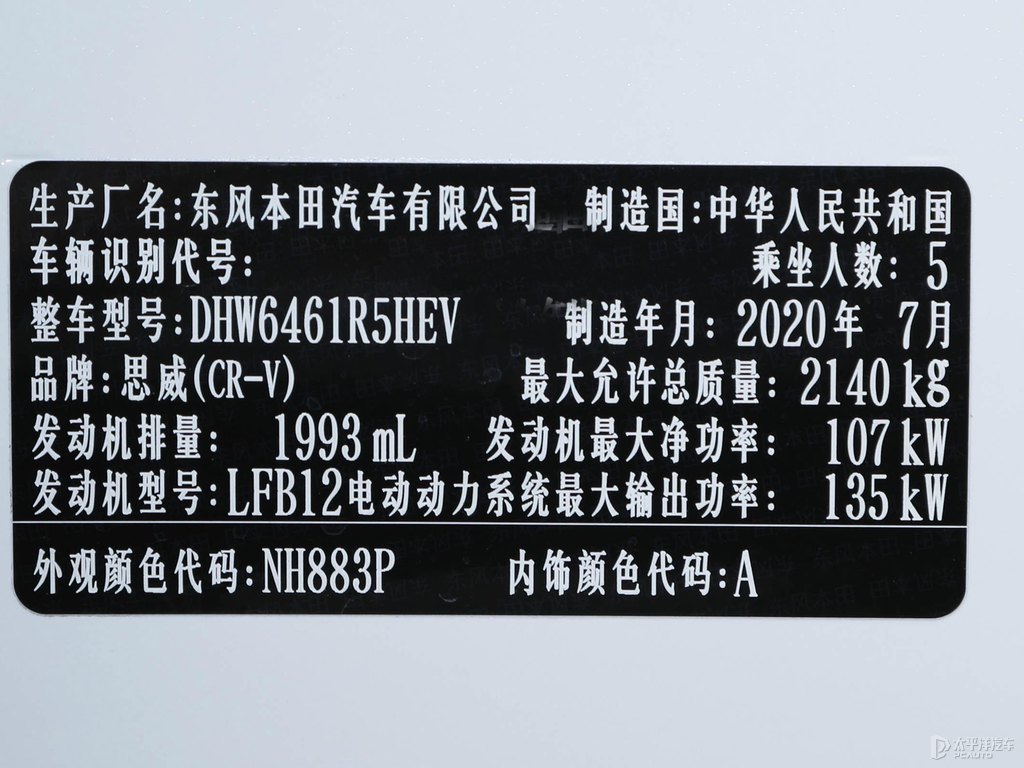 生产厂名:东风本田汽车有限公司 制造国:中华人民共和国
车辆识别代号: 乘坐人数: 5
整车型号:DHW6461R5HEV 制造年月: 2020年 7月
品牌:思威(CR-V) 最大允许总质量: 2140 kg
发动机排量: 1993 mL 发动机最大净功率: 107 kW
发动机型号:LFB12电动动力系统最大输出功率: 135 kW
外观颜色代码:NH883P 内饰颜色代码:A
太平洋汽车
PCAUTO